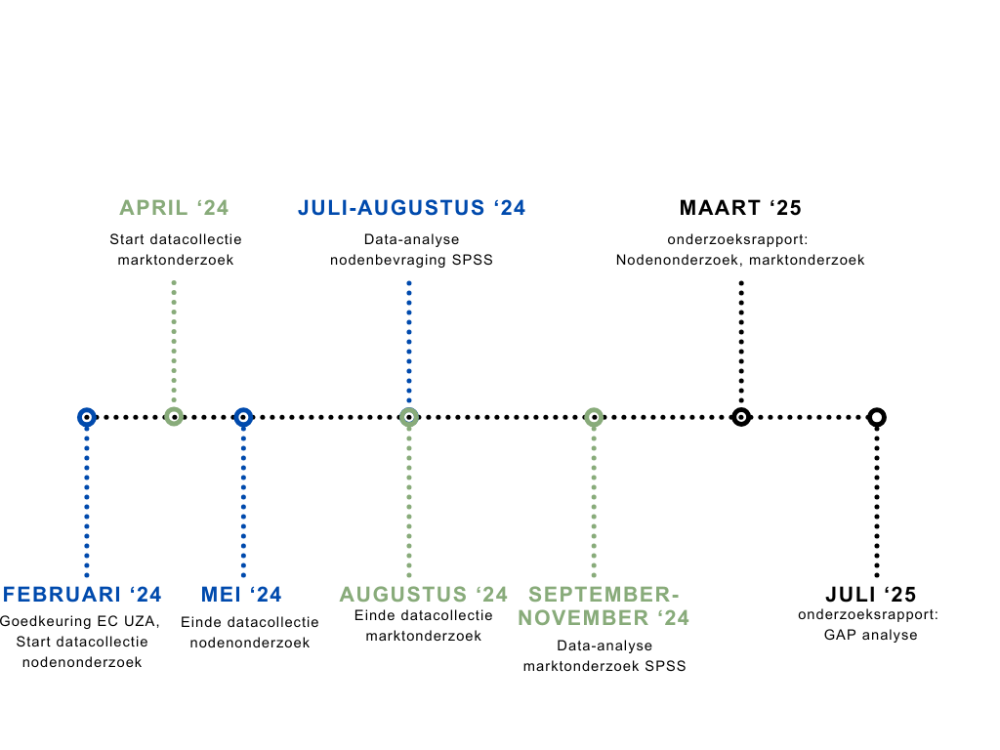 APRIL ‘24
Start datacollectie
marktonderzoek
JULI-AUGUSTUS ‘24
Data-analyse
nodenbevraging SPSS
MAART ‘25
onderzoeksrapport:
Nodenonderzoek, marktonderzoek
FEBRUARI ‘24
Goedkeuring EC UZA,
Start datacollectie
nodenonderzoek
MEI ‘24
Einde datacollectie
nodenonderzoek
AUGUSTUS ‘24
Einde datacollectie
marktonderzoek
SEPTEMBER-
NOVEMBER ‘24
Data-analyse
marktonderzoek SPSS
JULI ‘25
onderzoeksrapport:
GAP analyse